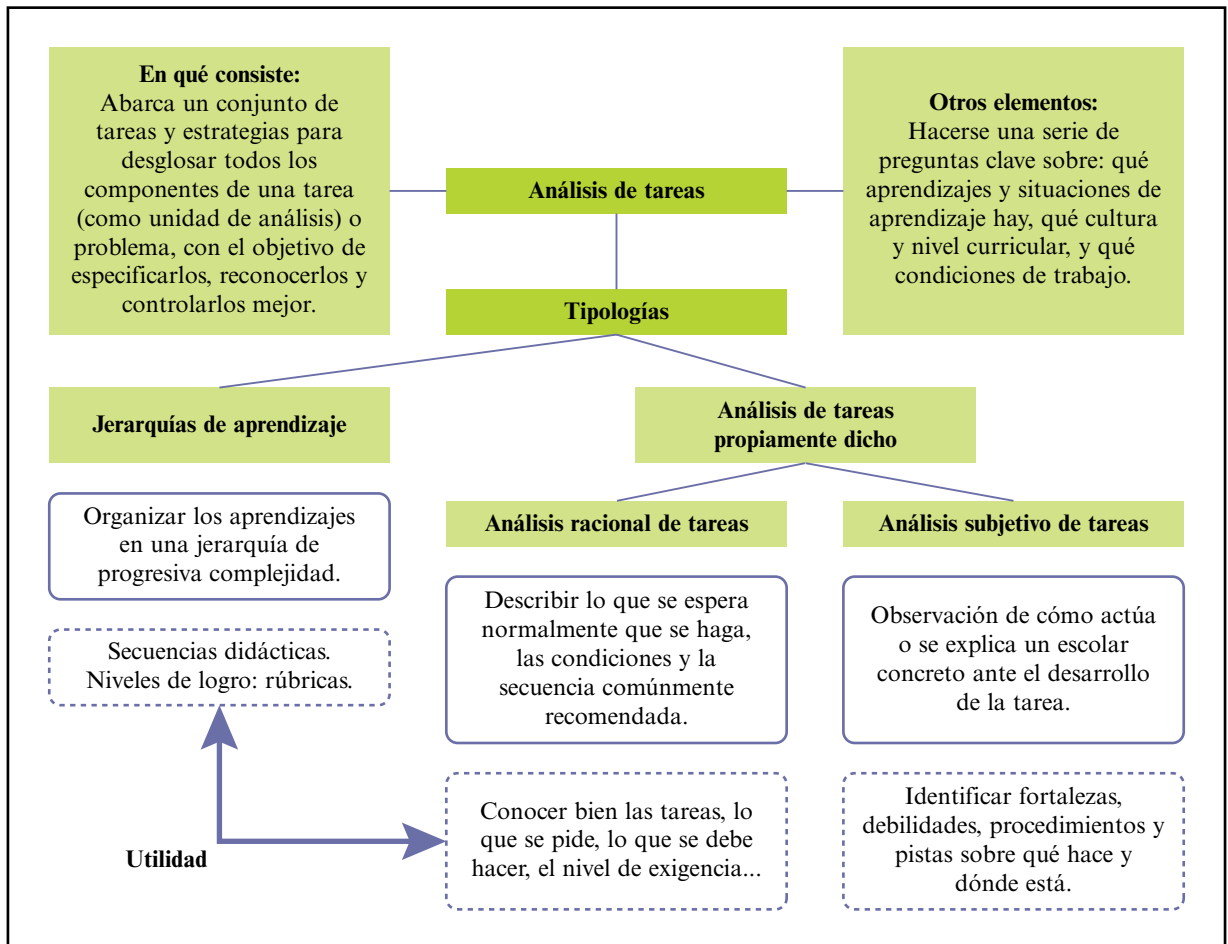 En qué consiste:
Abarca un conjunto de
tareas y estrategias para
desglosar todos los
componentes de una tarea
(como unidad de análisis) o
problema, con el objetivo de
especificarlos, reconocerlos y
controlarlos mejor.
Análisis de tareas
Otros elementos:
Hacerse una serie de
preguntas clave sobre: qué
aprendizajes y situaciones de
aprendizaje hay, qué cultura
y nivel curricular, y qué
condiciones de trabajo.
Tipologías
Jerarquías de aprendizaje
Análisis de tareas
propiamente dicho
Organizar los aprendizajes
en una jerarquía de
progresiva complejidad.
Secuencias didácticas.
Niveles de logro: rúbricas.
Análisis racional de tareas
Describir lo que se espera
normalmente que se haga,
las condiciones y la
secuencia comúnmente
recomendada.
Análisis subjetivo de tareas
Observación de cómo actúa
o se explica un escolar
concreto ante el desarrollo
de la tarea.
Utilidad
Conocer bien las tareas, lo
que se pide, lo que se debe
hacer, el nivel de exigencia...
Identificar fortalezas,
debilidades, procedimientos y
pistas sobre qué hace y
dónde está.